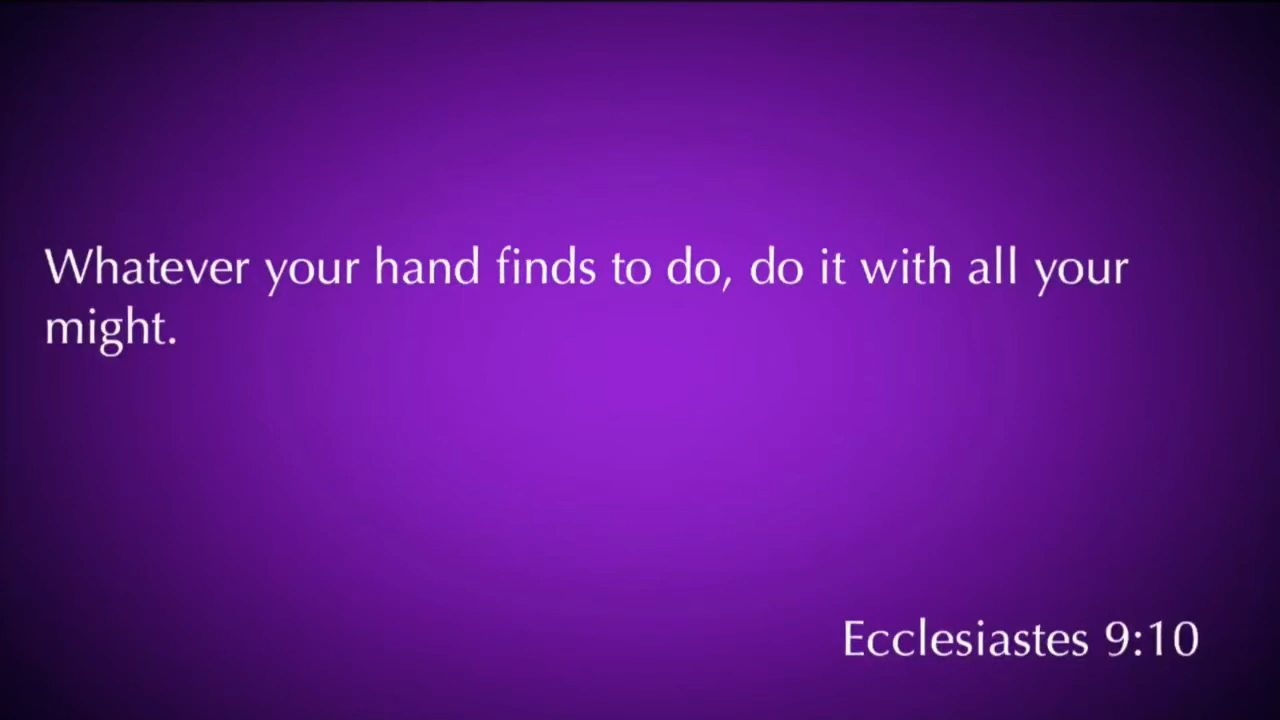 Whatever your hand finds to do, do it with all your
might.
Ecclesiastes 9:10